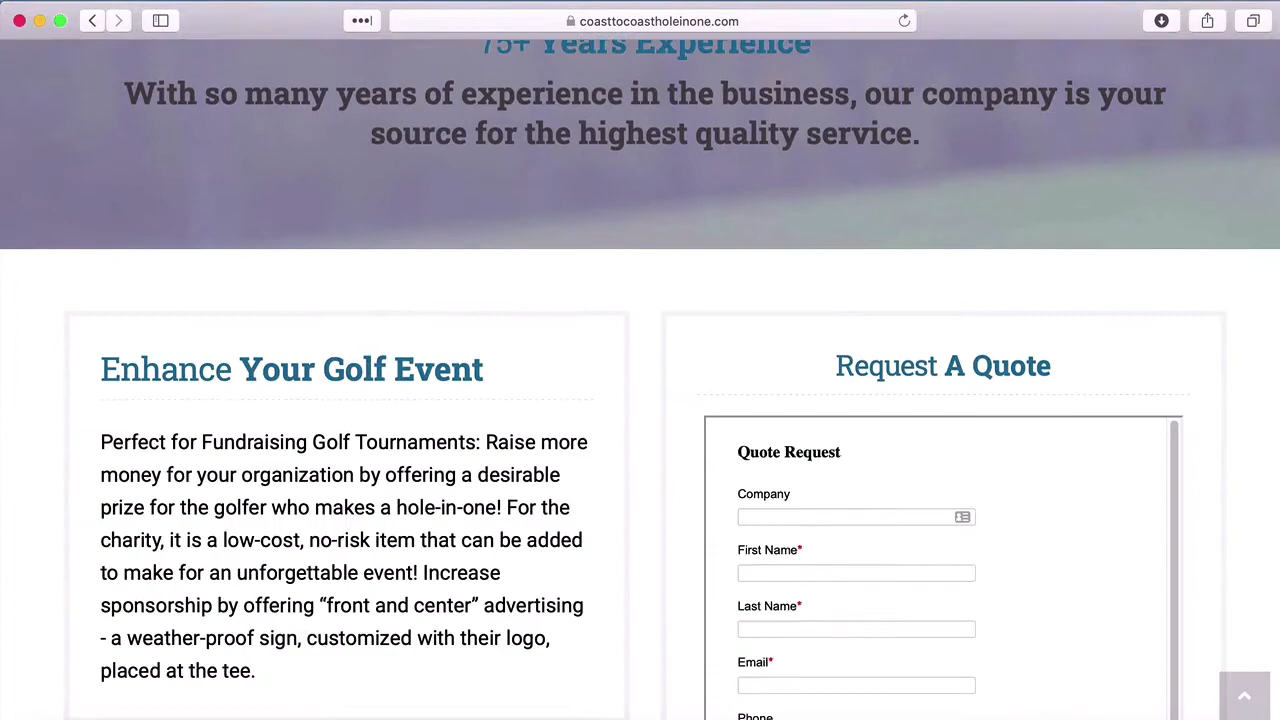 coasttocoastholeinone.com
75+ Years Experience
With so many years of experience in the business, our company is your
source for the highest quality service.
Enhance Your Golf Event
Perfect for Fundraising Golf Tournaments: Raise more
money for your organization by offering a desirable
prize for the golfer who makes a hole-in-one! For the
charity, it is a low-cost, no-risk item that can be added
to make for an unforgettable event! Increase
sponsorship by offering “front and center” advertising
- a weather-proof sign, customized with their logo,
placed at the tee.
Request A Quote
Quote Request
Company
First Name*
Last Name*
Email*
Phone